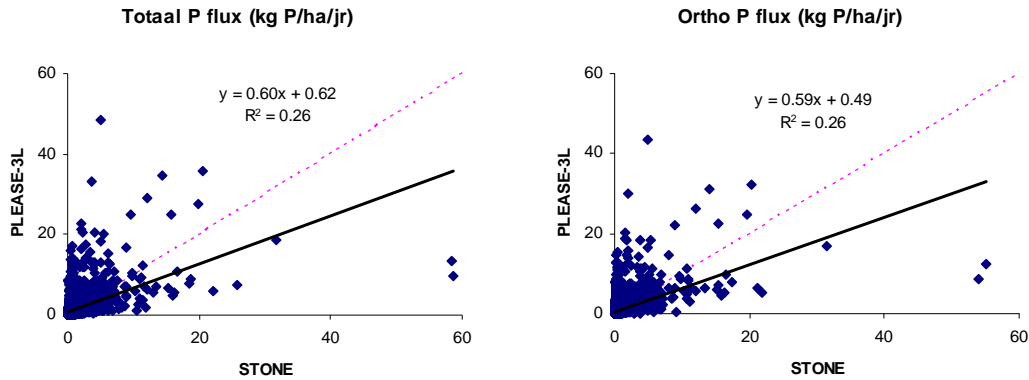 Totaal P flux (kg P/ha/jr)
y = 0.60x + 0.62
R² = 0.26
PLEASE-3L
60
40
20
0
0 20 40 60
STONE
Ortho P flux (kg P/ha/jr)
y = 0.59x + 0.49
R² = 0.26
PLEASE-3L
60
40
20
0
0 20 40 60
STONE